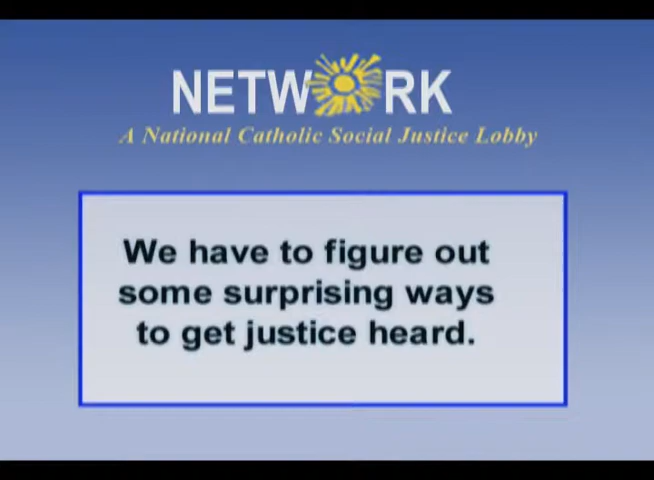 NETWORK
A National Catholic Social Justice Lobby
We have to figure out
some surprising ways
to get justice heard.